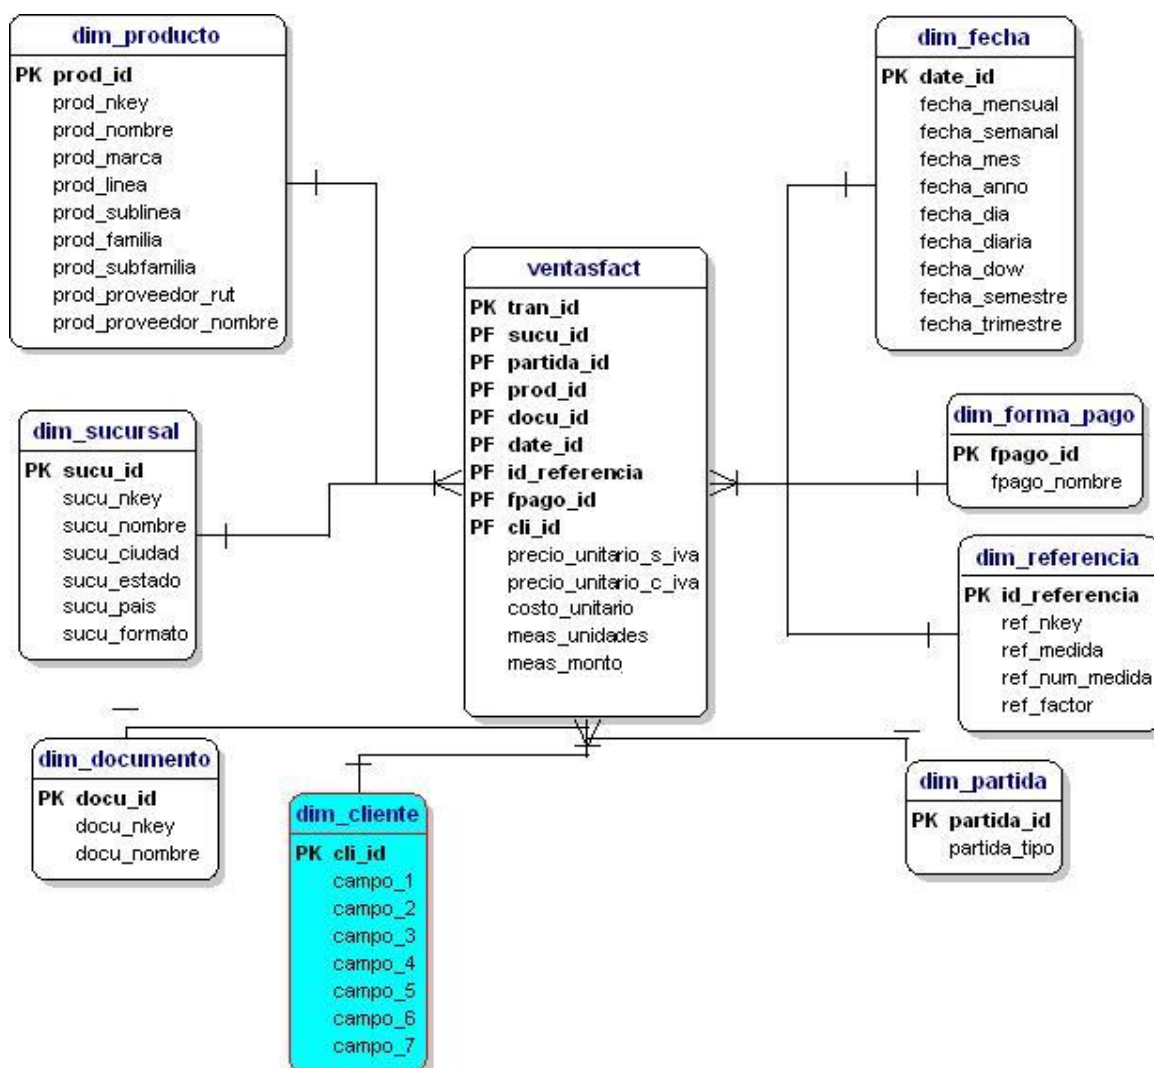 dim_producto
PK prod_id
prod_nkey
prod_nombre
prod_marca
prod_linea
prod_sublinea
prod_familia
prod_subfamilia
prod_proveedor_rut
prod_proveedor_nombre
dim_fecha
PK date_id
fecha_mensual
fecha_semanal
fecha_mes
fecha_anno
fecha_dia
fecha_diaria
fecha_dow
fecha_semestre
fecha_trimestre
ventasfact
PK tran_id
PF sucu_id
PF partida_id
PF prod_id
PF docu_id
PF date_id
PF id_referencia
PF fpago_id
PF cli_id
precio_unitario_s_iva
precio_unitario_c_iva
costo_unitario
meas_unidades
meas_monto
dim_sucursal
PK sucu_id
sucu_nkey
sucu_nombre
sucu_ciudad
sucu_estado
sucu_pais
sucu_formato
dim_forma_pago
PK fpago_id
fpago_nombre
dim_referencia
PK id_referencia
ref_nkey
ref_medida
ref_num_medida
ref_factor
dim_documento
PK docu_id
docu_nkey
docu_nombre
dim_cliente
PK cli_id
campo_1
campo_2
campo_3
campo_4
campo_5
campo_6
campo_7
dim_partida
PK partida_id
partida_tipo